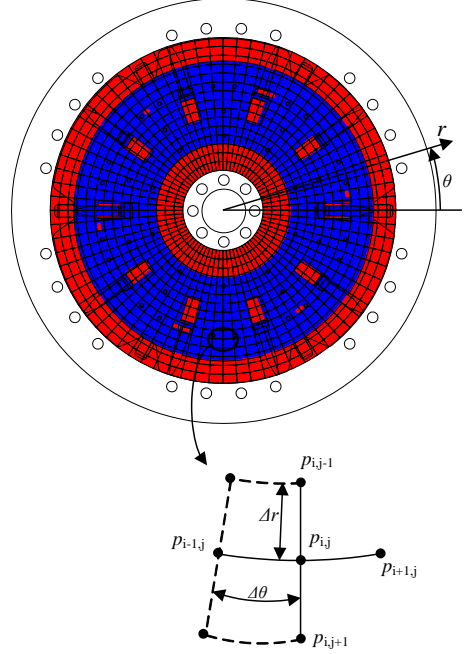 r
θ
p_{i,j-1}
Δr
p_{i-1,j}
p_{i,j}
p_{i+1,j}
Δθ
p_{i,j+1}